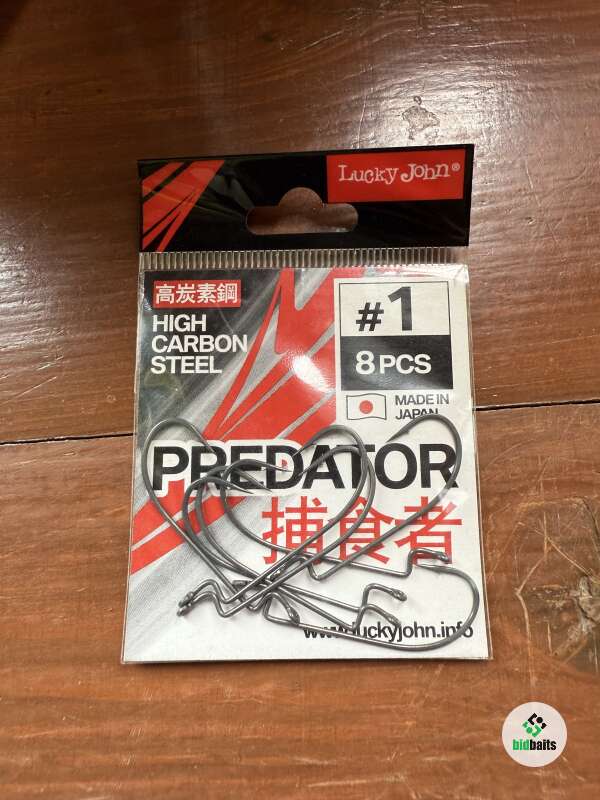 Lucky John®
高炭素鋼
HIGH
CARBON
STEEL
#1
8 PCS
MADE IN
JAPAN
PREDATOR
捕食者
www.luckyjohn.info
bidbaits